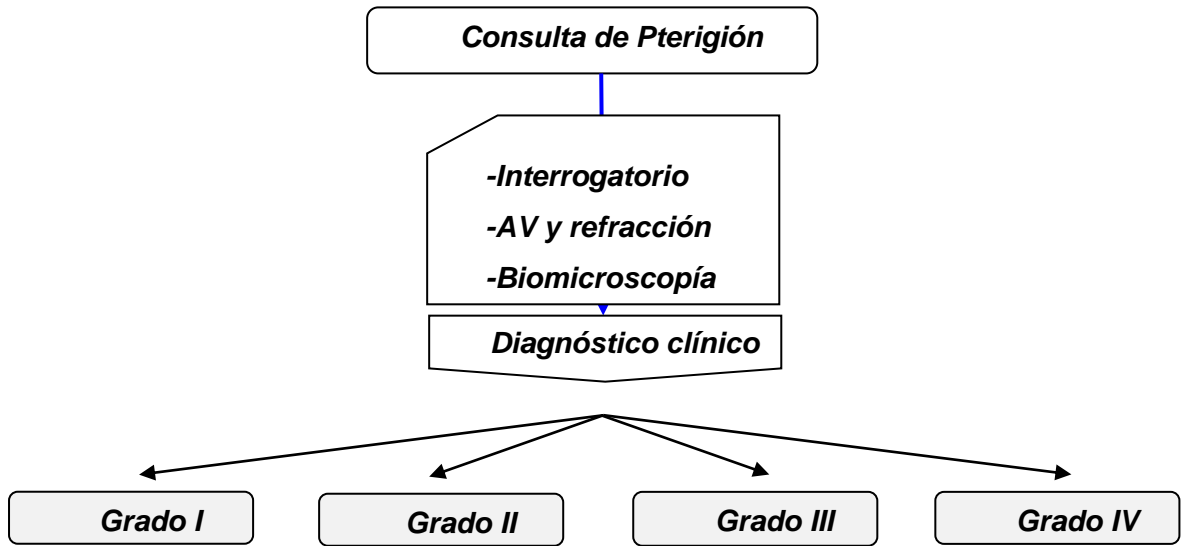 Consulta de Pterigión
-Interrogatorio
-AV y refracción
-Biomicroscopía
Diagnóstico clínico
Grado I
Grado II
Grado III
Grado IV